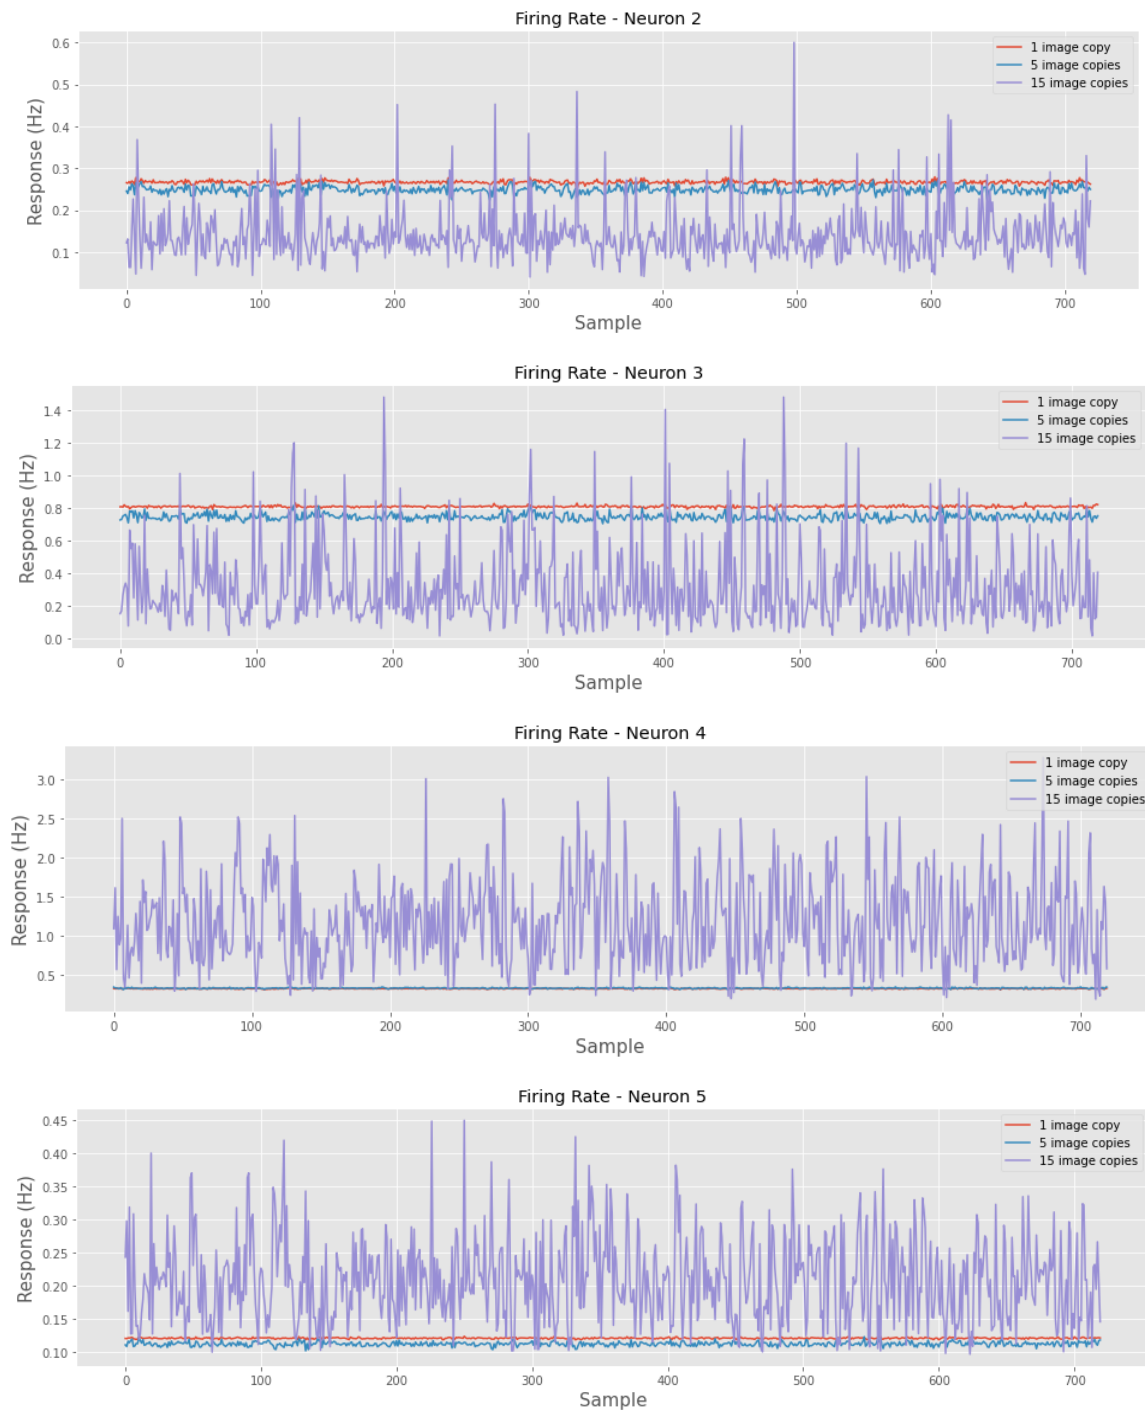 Firing Rate - Neuron 2
0.6
0.5
0.4
0.3
0.2
0.1
Response (Hz)
1 image copy
5 image copies
15 image copies
0 100 200 300 400 500 600 700
Sample
Firing Rate - Neuron 3
1.4
1.2
1.0
0.8
0.6
0.4
0.2
0.0
Response (Hz)
1 image copy
5 image copies
15 image copies
0 100 200 300 400 500 600 700
Sample
Firing Rate - Neuron 4
3.0
2.5
2.0
1.5
1.0
0.5
Response (Hz)
1 image copy
5 image copies
15 image copies
0 100 200 300 400 500 600 700
Sample
Firing Rate - Neuron 5
0.45
0.40
0.35
0.30
0.25
0.20
0.15
0.10
Response (Hz)
1 image copy
5 image copies
15 image copies
0 100 200 300 400 500 600 700
Sample